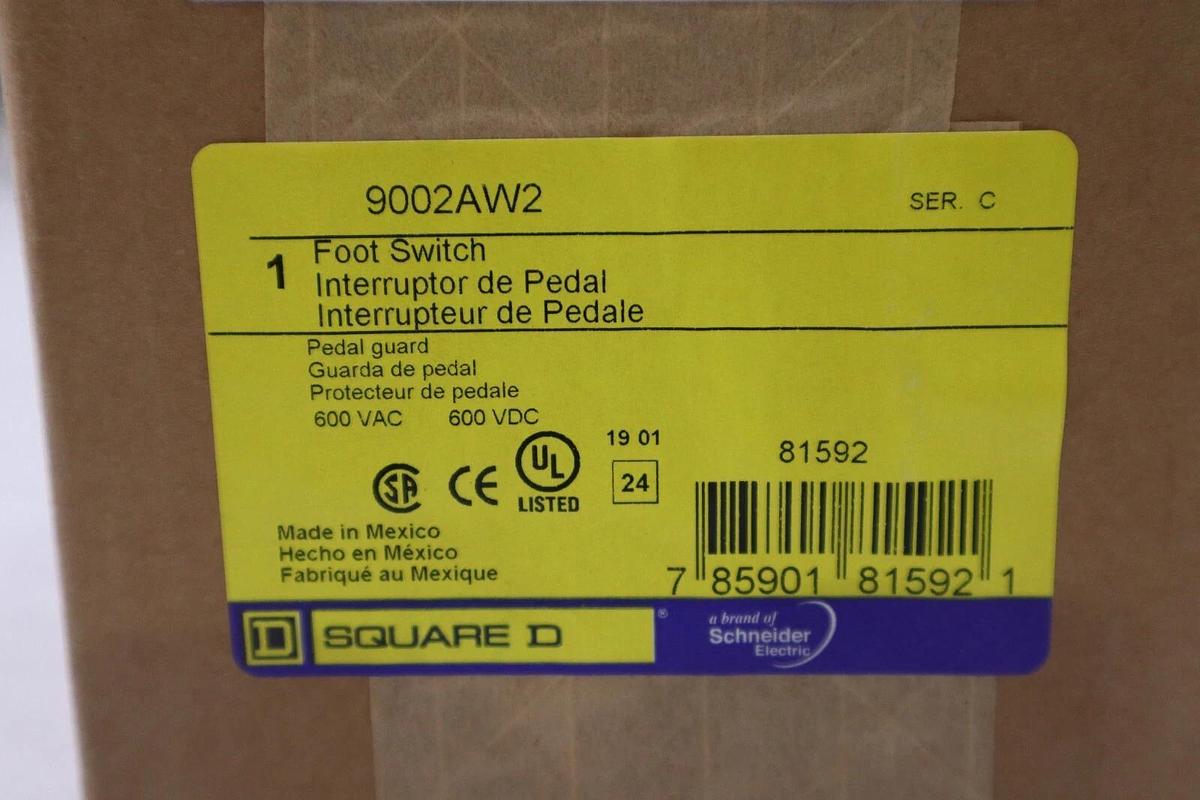 9002AW2 SER. C
1
Foot Switch
Interruptor de Pedal
Interrupteur de Pedale
Pedal guard
Guarda de pedal
Protecteur de pedale
600 VAC 600 VDC
SA CE UL LISTED
19 01
24
81592
7 85901 81592 1
Made in Mexico
Hecho en México
Fabriqué au Mexique
D SQUARE D ®
a brand of
Schneider
Electric